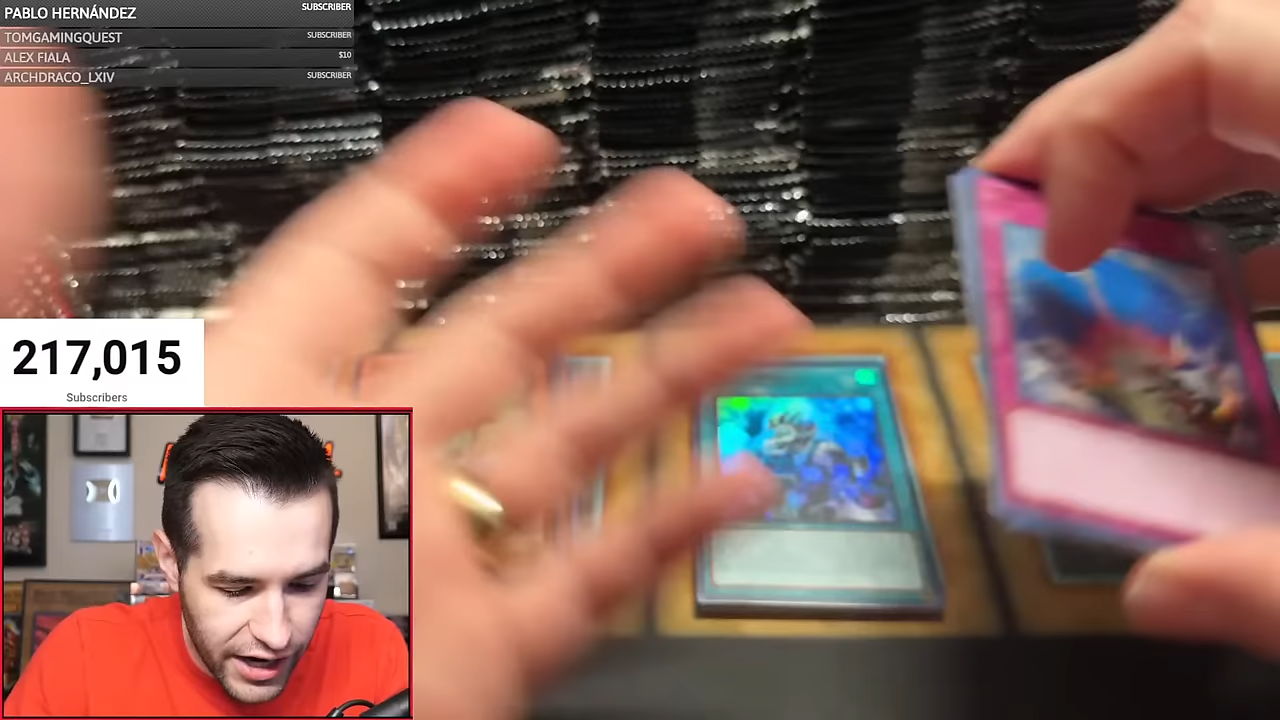 PABLO HERNÁNDEZ SUBSCRIBER
TOMGAMINGQUEST SUBSCRIBER
ALEX FIALA $10
ARCHDRACO_LXIV SUBSCRIBER
217,015
Subscribers